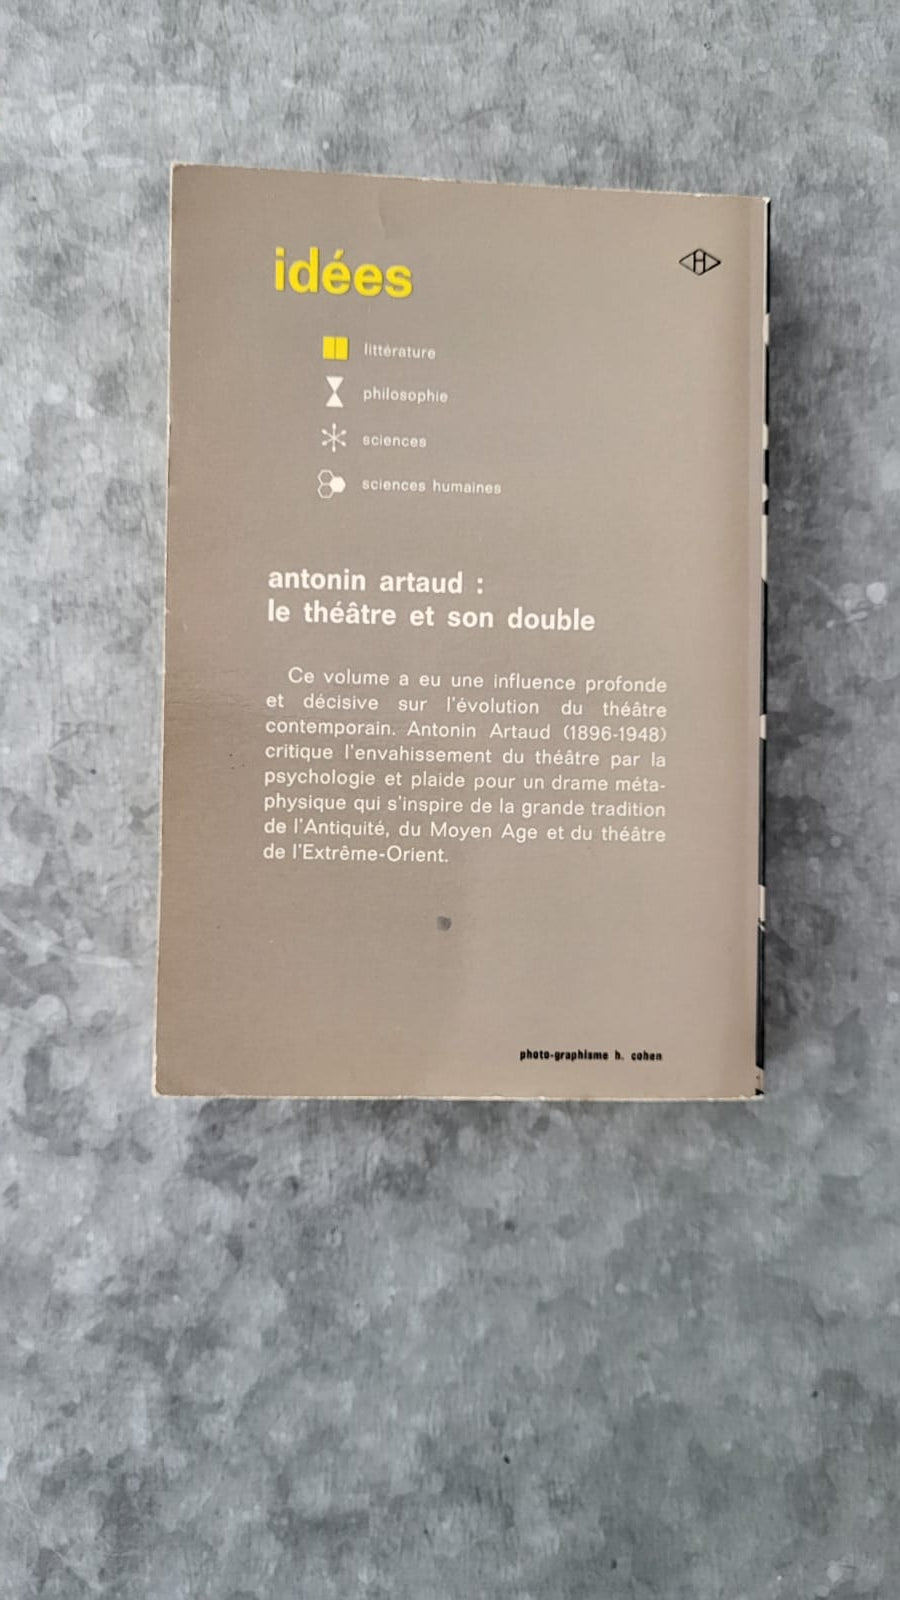 idées
littérature
philosophie
sciences
sciences humaines
antonin artaud :
le théâtre et son double
Ce volume a eu une influence profonde
et décisive sur l'évolution du théâtre
contemporain. Antonin Artaud (1896-1948)
critique l'envahissement du théâtre par la
psychologie et plaide pour un drame méta-
physique qui s'inspire de la grande tradition
de l'Antiquité, du Moyen Age et du théâtre
de l'Extrême-Orient.
photo-graphisme h. cohen